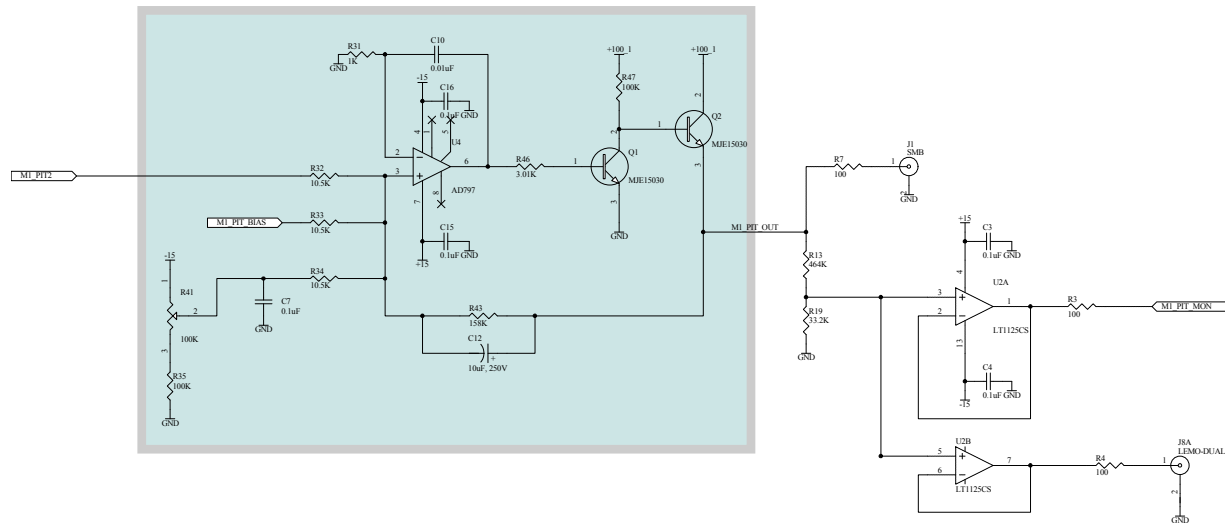 R31
1K
GND
C10
0.01uF
-15
C16
0.1uF
GND
4
1
5
U4
2
3
6
8
7
AD797
C15
0.1uF
GND
+15
M1_PIT2
R32
10.5K
M1_PIT_BIAS
R33
10.5K
R34
10.5K
-15
1
R41
2
100K
3
R35
100K
GND
C7
0.1uF
GND
R43
158K
C12
+
10uF, 250V
R46
3.01K
+100_1
R47
100K
2
1
Q1
MJE15030
3
GND
+100_1
2
1
Q2
MJE15030
3
M1_PIT_OUT
R7
100
1
J1
SMB
2
GND
R13
464K
R19
33.2K
GND
+15
C3
0.1uF
GND
4
U2A
3
2
1
LT1125CS
13
C4
0.1uF
GND
-15
R3
100
M1_PIT_MON
U2B
5
6
7
LT1125CS
R4
100
1
J8A
LEMO-DUAL
2
GND